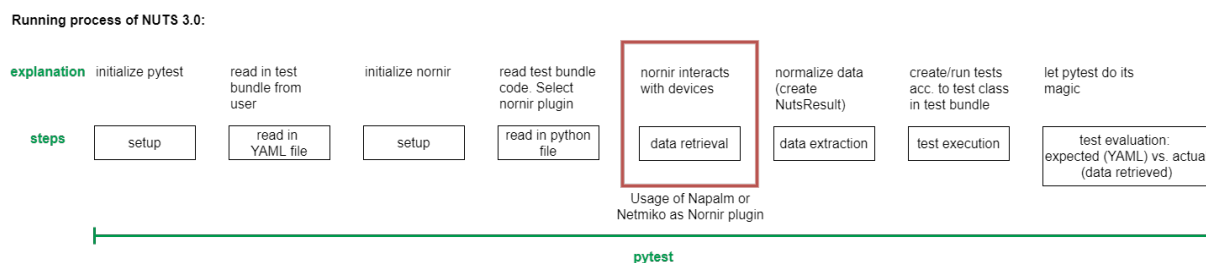 Running process of NUTS 3.0:
explanation
initialize pytest
read in test
bundle from
user
initialize nornir
read test bundle
code. Select
nornir plugin
nornir interacts
with devices
normalize data
(create
NutsResult)
create/run tests
acc. to test class
in test bundle
let pytest do its
magic
steps
setup
read in
YAML file
setup
read in python
file
data retrieval
data extraction
test execution
test evaluation:
expected (YAML) vs. actual
(data retrieved)
Usage of Napalm or
Netmiko as Nornir plugin
pytest